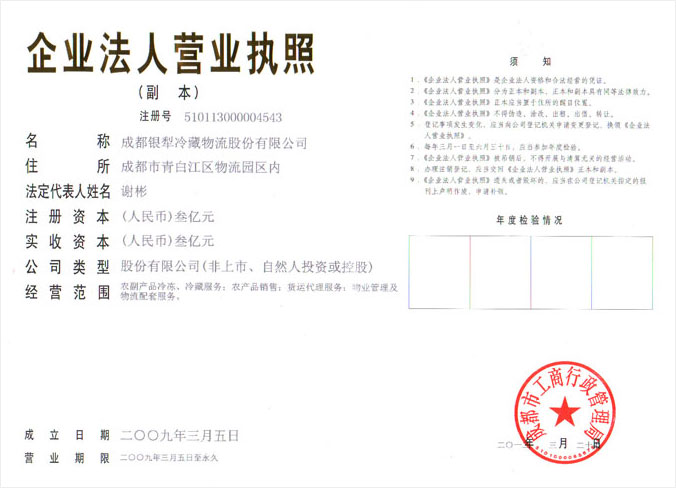 企业法人营业执照
(副 本)
注册号 510113000004543
名 称 成都银犁冷藏物流股份有限公司
住 所 成都市青白江区物流园区内
法定代表人姓名 谢彬
注册资本 (人民币)叁亿元
实收资本 (人民币)叁亿元
公司类型 股份有限公司(非上市、自然人投资或控股)
经营范围 农副产品冷冻、冷藏服务;农产品销售;货运代理服务;物业管理及
物流配套服务。
成立日期 二〇〇九年三月五日
营业期限 二〇〇九年三月五日至永久
须 知
1.《企业法人营业执照》是企业法人资格和合法经营的凭证。
2.《企业法人营业执照》分为正本和副本,正本和副本具有同等法律效力。
3.《企业法人营业执照》正本应当置于住所的醒目位置。
4.《企业法人营业执照》不得伪造、涂改、出租、出借、转让。
5.登记事项发生变化,应当向公司登记机关申请变更登记,换领《企业法
人营业执照》。
6.每年三月一日至六月三十日,应当参加年度检验。
7.《企业法人营业执照》被吊销后,不得开展与清算无关的经营活动。
8.办理注销登记,应当交回《企业法人营业执照》正本和副本。
9.《企业法人营业执照》遗失或者毁坏的,应当在公司登记机关指定的报
刊上声明作废,申请补领。
年度检验情况
成都市工商行政管理局
三月二十日